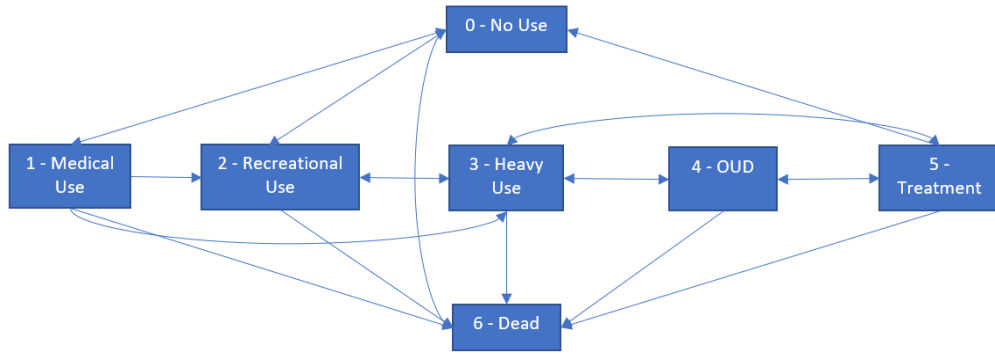 0 - No Use
1 - Medical
Use
2 - Recreational
Use
3 - Heavy
Use
4 - OUD
5 -
Treatment
6 - Dead